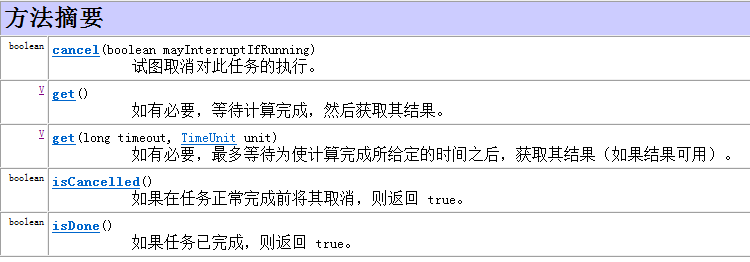 方法摘要
boolean cancel(boolean mayInterruptIfRunning)
试图取消对此任务的执行。
V get()
如有必要，等待计算完成，然后获取其结果。
V get(long timeout, TimeUnit unit)
如有必要，最多等待为使计算完成所给定的时间之后，获取其结果（如果结果可用）。
boolean isCancelled()
如果在任务正常完成前将其取消，则返回 true。
boolean isDone()
如果任务已完成，则返回 true。